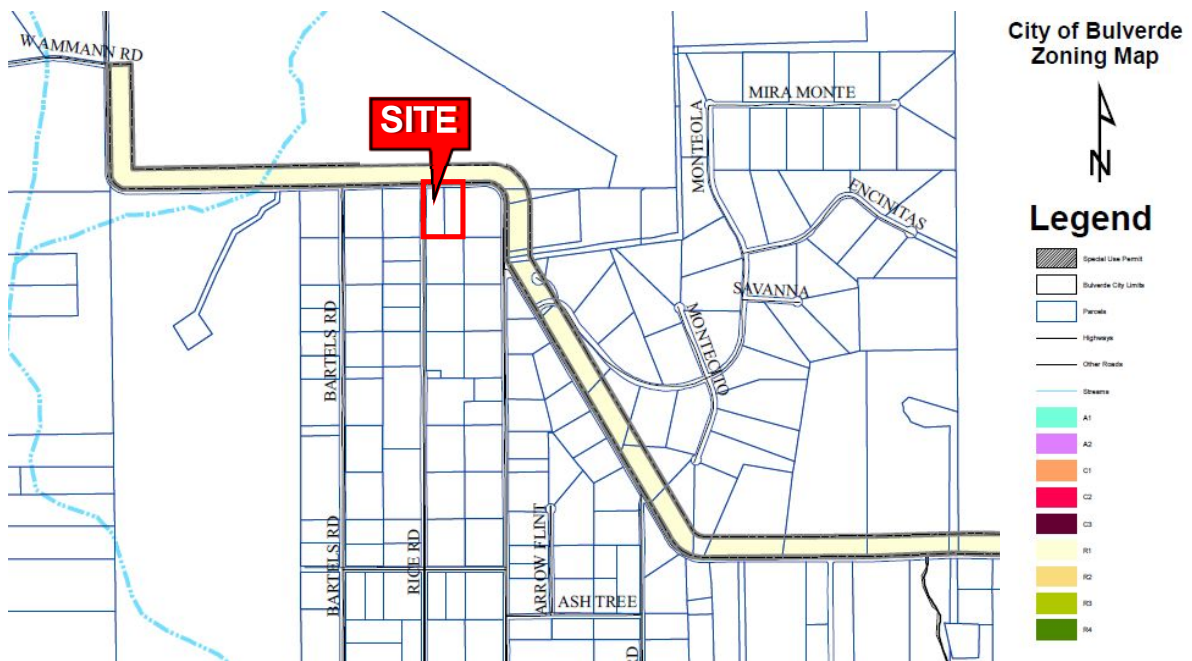 W AMMANN RD
SITE
MIRA MONTE
MONTEOLA
ENCINITAS
SAVANNA
MONTECITO
BARTELS RD
BARTELS RD
RICE RD
ARROW FLINT
ASH TREE
RD
City of Bulverde
Zoning Map
N
Legend
Special Use Permit
Bulverde City Limits
Parcels
Highways
Other Roads
Streams
A1
A2
C1
C2
C3
R1
R2
R3
R4